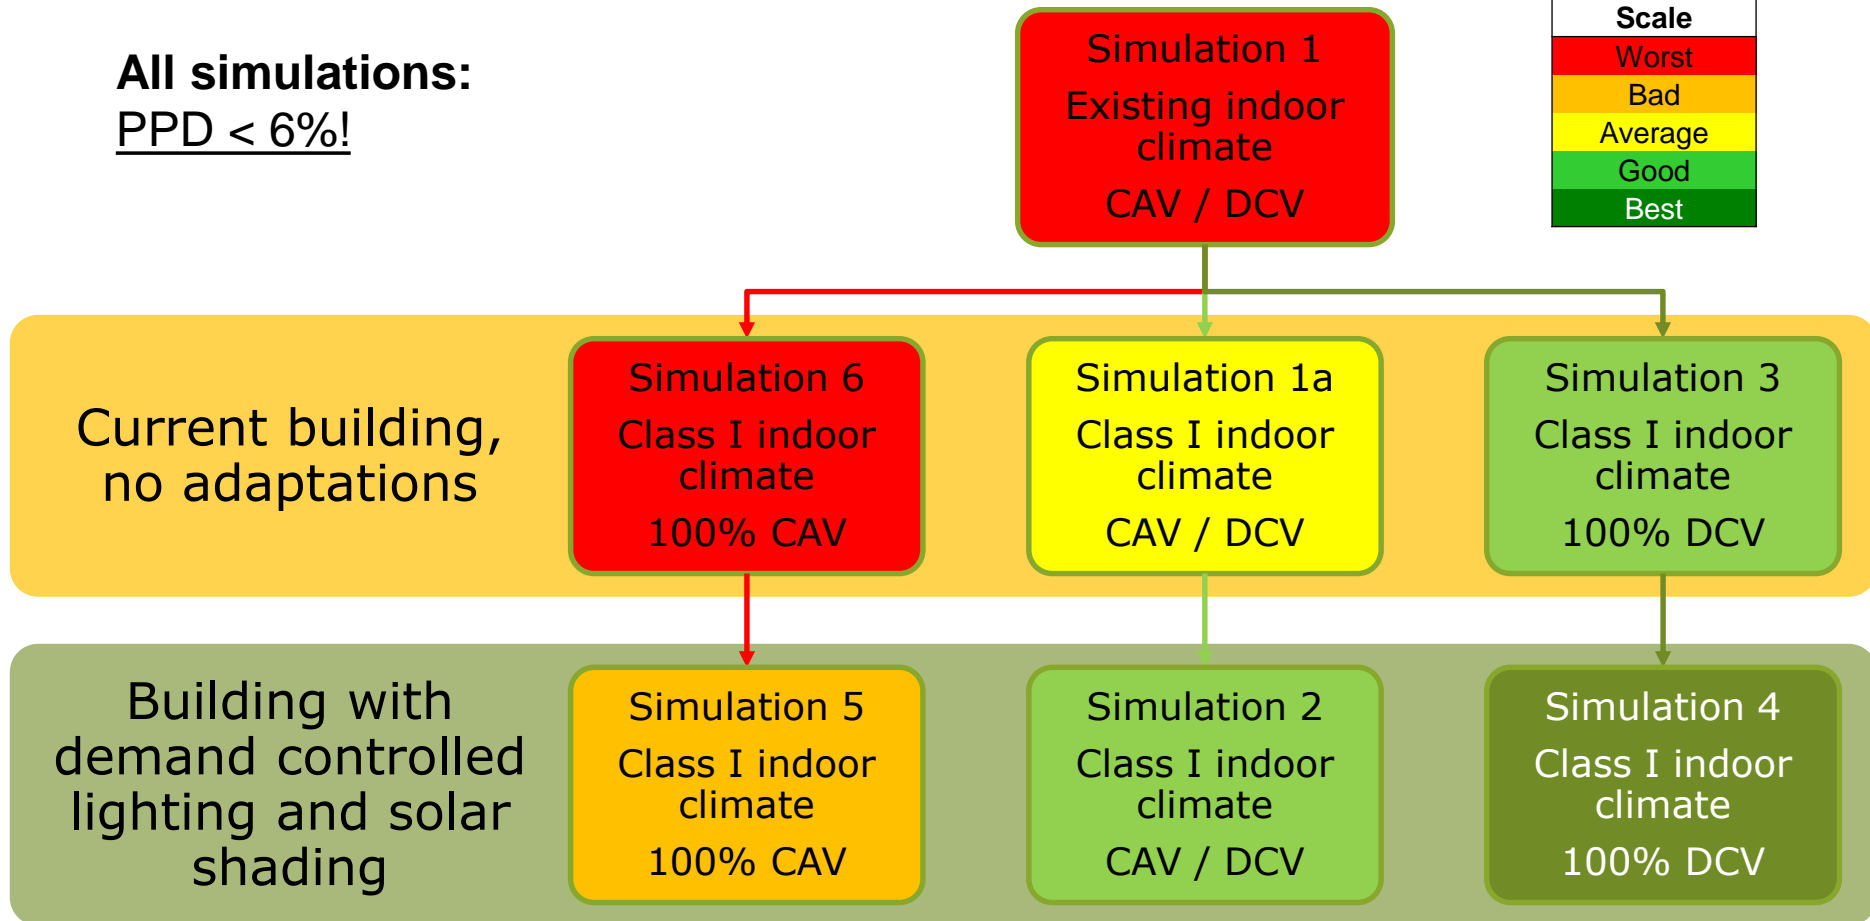 All simulations:
PPD < 6%!
Simulation 1
Existing indoor
climate
CAV / DCV
Scale
Worst
Bad
Average
Good
Best
Current building,
no adaptations
Simulation 6
Class I indoor
climate
100% CAV
Simulation 1a
Class I indoor
climate
CAV / DCV
Simulation 3
Class I indoor
climate
100% DCV
Building with
demand controlled
lighting and solar
shading
Simulation 5
Class I indoor
climate
100% CAV
Simulation 2
Class I indoor
climate
CAV / DCV
Simulation 4
Class I indoor
climate
100% DCV